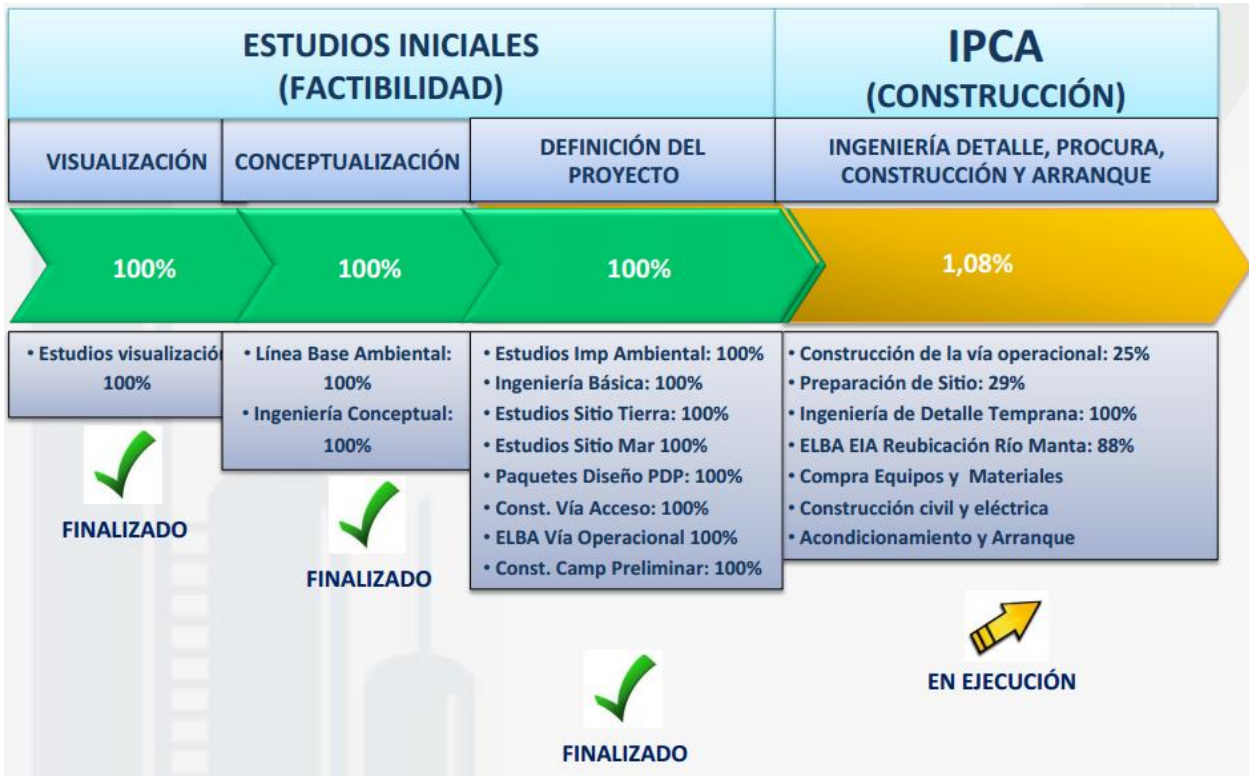 ESTUDIOS INICIALES
(FACTIBILIDAD)
IPCA
(CONSTRUCCIÓN)
VISUALIZACIÓN
CONCEPTUALIZACIÓN
DEFINICIÓN DEL
PROYECTO
INGENIERÍA DETALLE, PROCURA,
CONSTRUCCIÓN Y ARRANQUE
100%
100%
100%
1,08%
• Estudios visualización
100%
FINALIZADO
• Línea Base Ambiental:
100%
• Ingeniería Conceptual:
100%
FINALIZADO
• Estudios Imp Ambiental: 100%
• Ingeniería Básica: 100%
• Estudios Sitio Tierra: 100%
• Estudios Sitio Mar 100%
• Paquetes Diseño PDP: 100%
• Const. Vía Acceso: 100%
• ELBA Vía Operacional 100%
• Const. Camp Preliminar: 100%
FINALIZADO
• Construcción de la vía operacional: 25%
• Preparación de Sitio: 29%
• Ingeniería de Detalle Temprana: 100%
• ELBA EIA Reubicación Río Manta: 88%
• Compra Equipos y Materiales
• Construcción civil y eléctrica
• Acondicionamiento y Arranque
EN EJECUCIÓN